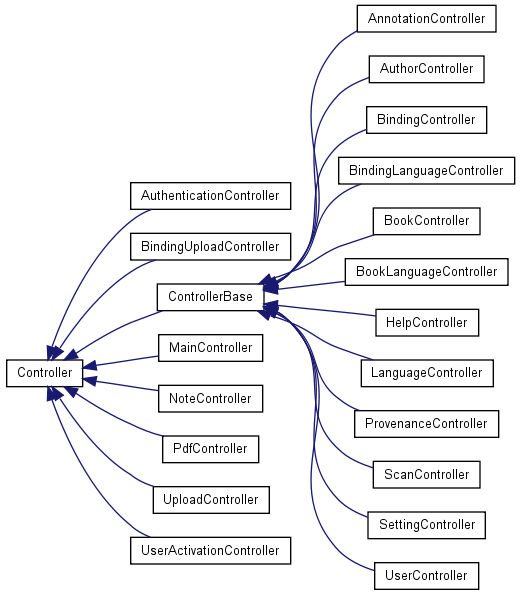 AnnotationController
AuthorController
BindingController
BindingLanguageController
AuthenticationController
BookController
BindingUploadController
BookLanguageController
ControllerBase
HelpController
MainController
Controller
LanguageController
NoteController
ProvenanceController
PdfController
ScanController
UploadController
SettingController
UserActivationController
UserController